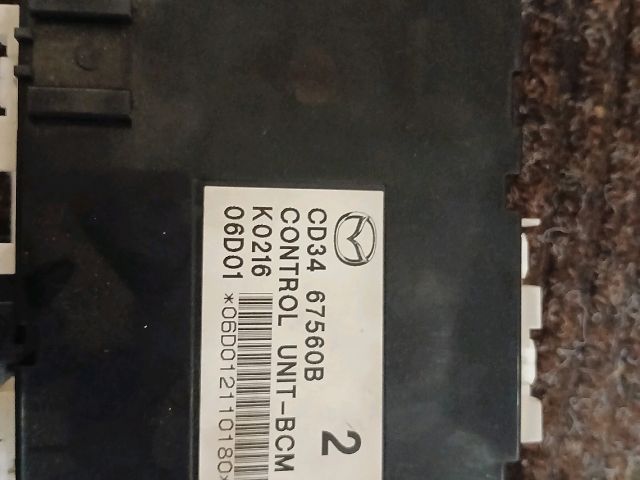 CD34 67560B 2
CONTROL UNIT-BCM
K0216
06D01 *06D012110180*